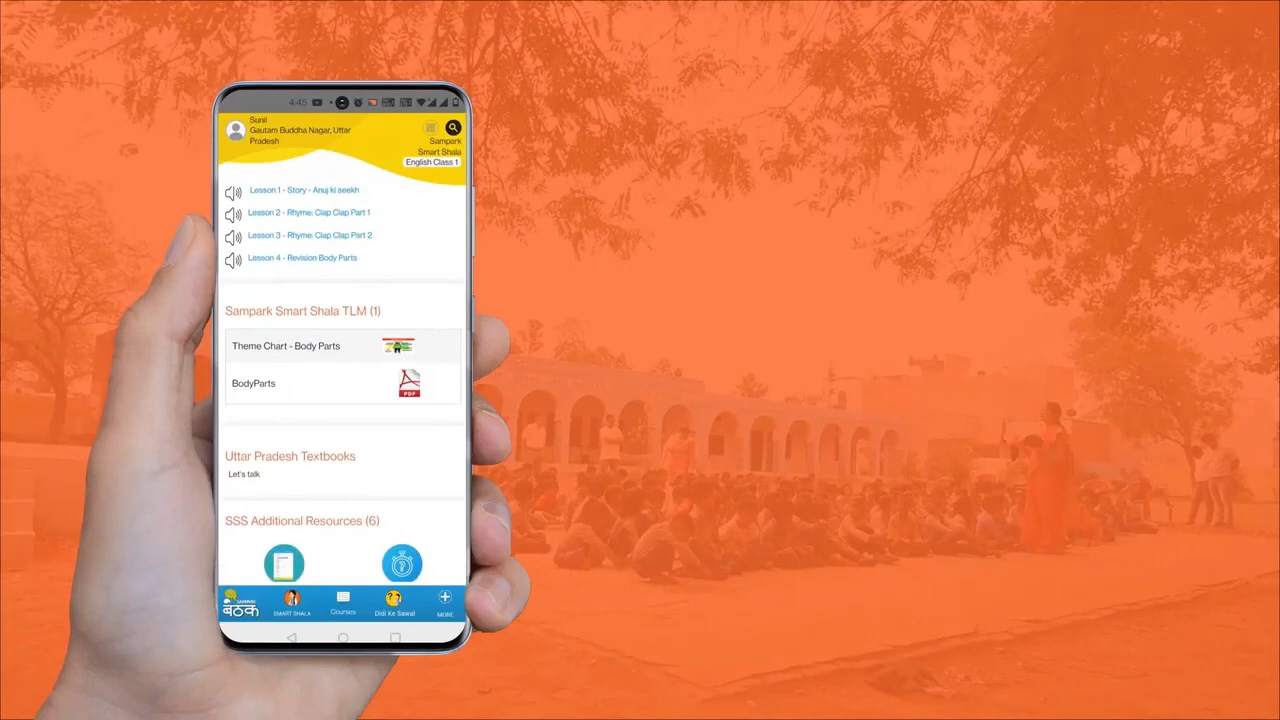 4:45
Sunil
Gautam Buddha Nagar, Uttar
Pradesh
Sampark
Smart Shala
English Class 1
Lesson 1 - Story - Anuj ki seekh
Lesson 2 - Rhyme: Clap Clap Part 1
Lesson 3 - Rhyme: Clap Clap Part 2
Lesson 4 - Revision Body Parts
Sampark Smart Shala TLM (1)
Theme Chart - Body Parts
BodyParts
PDF
Uttar Pradesh Textbooks
Let's talk
SSS Additional Resources (6)
बैठक
SMART SHALA
Courses
Didi Ke Sawal
MORE